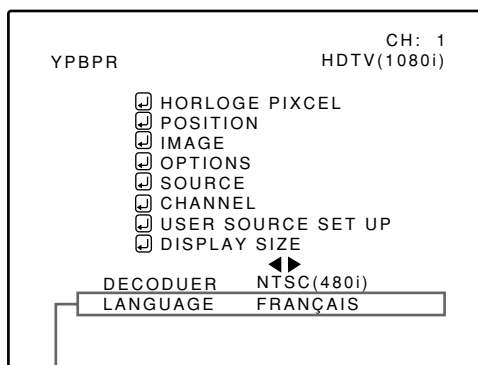 CH: 1
YPBPR HDTV(1080i)
HORLOGE PIXCEL
POSITION
IMAGE
OPTIONS
SOURCE
CHANNEL
USER SOURCE SET UP
DISPLAY SIZE
DECODUER NTSC(480i)
LANGUAGE FRANÇAIS